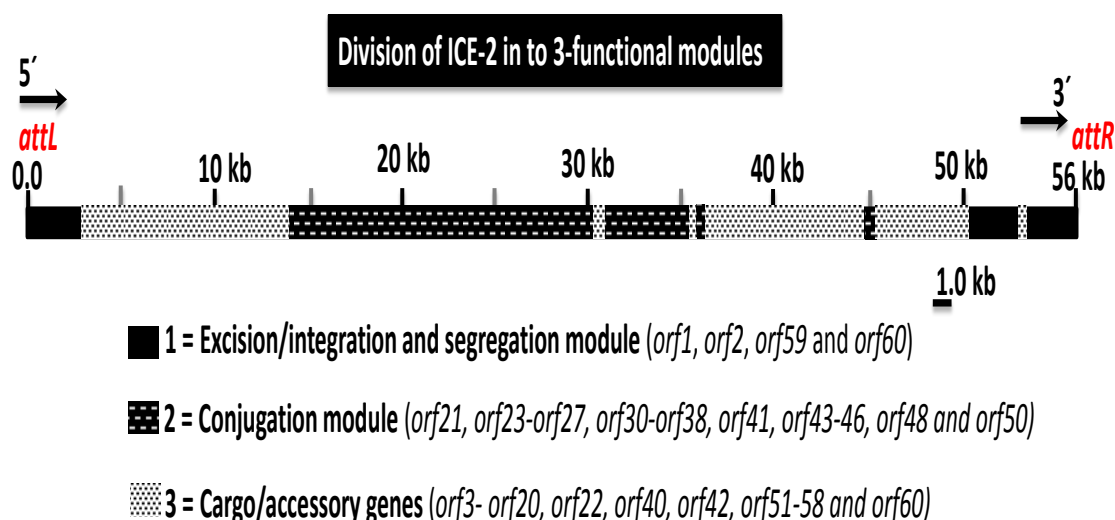 Division of ICE-2 in to 3-functional modules
5´
3´
attL
attR
0.0
10 kb
20 kb
30 kb
40 kb
50 kb
56 kb
1.0 kb
1 = Excision/integration and segregation module (orf1, orf2, orf59 and orf60)
2 = Conjugation module (orf21, orf23-orf27, orf30-orf38, orf41, orf43-46, orf48 and orf50)
3 = Cargo/accessory genes (orf3- orf20, orf22, orf40, orf42, orf51-58 and orf60)